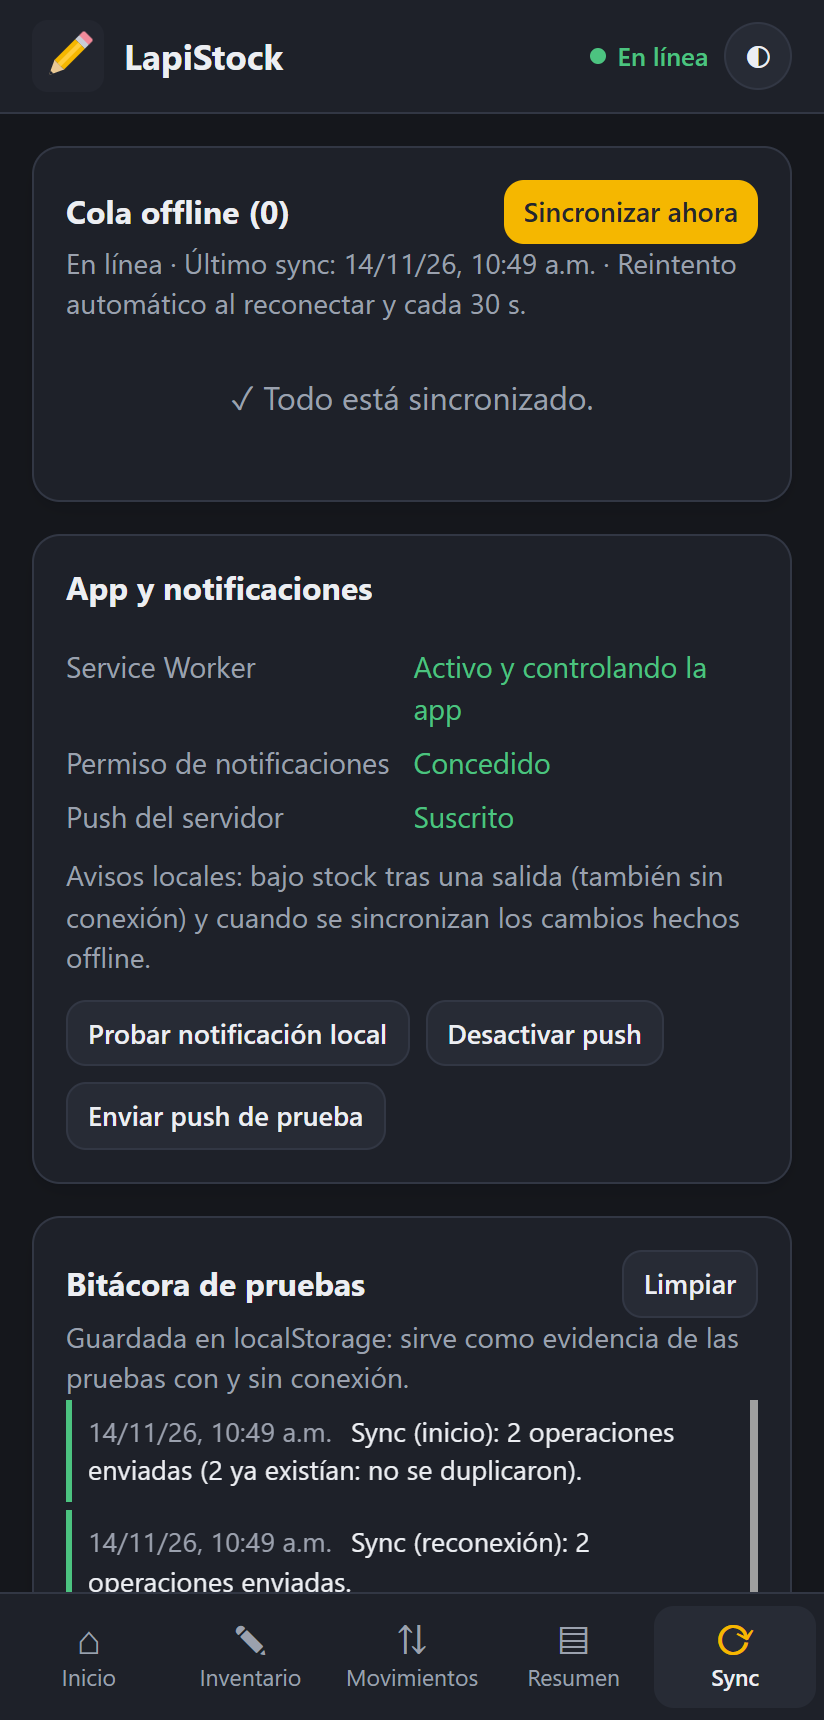 LapiStock
En línea
Cola offline (0)
Sincronizar ahora
En línea · Último sync: 14/11/26, 10:49 a.m. · Reintento
automático al reconectar y cada 30 s.
✓ Todo está sincronizado.
App y notificaciones
Service Worker
Activo y controlando la
app
Permiso de notificaciones
Concedido
Push del servidor
Suscrito
Avisos locales: bajo stock tras una salida (también sin
conexión) y cuando se sincronizan los cambios hechos
offline.
Probar notificación local
Desactivar push
Enviar push de prueba
Bitácora de pruebas
Limpiar
Guardada en localStorage: sirve como evidencia de las
pruebas con y sin conexión.
14/11/26, 10:49 a.m. Sync (inicio): 2 operaciones
enviadas (2 ya existían: no se duplicaron).
14/11/26, 10:49 a.m. Sync (reconexión): 2
operaciones enviadas.
Inicio
Inventario
Movimientos
Resumen
Sync